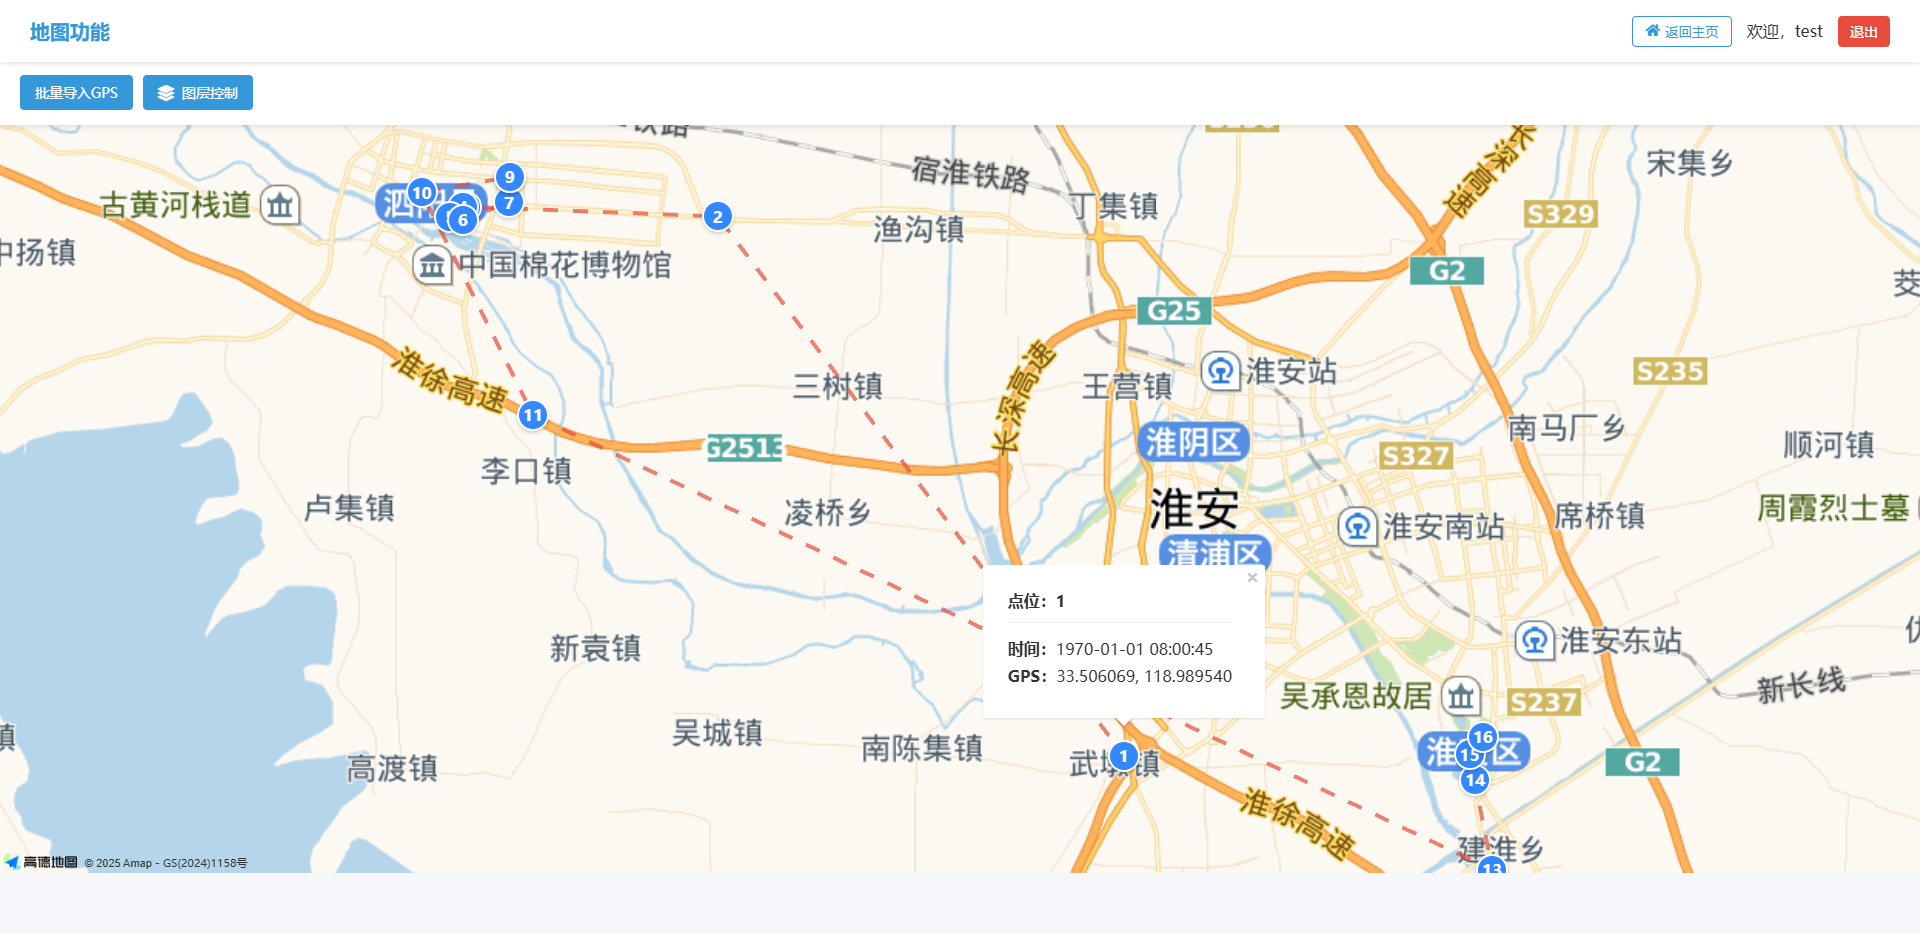 地图功能
返回主页
欢迎，test
退出
批量导入GPS
图层控制
宿淮铁路
长深高速
宋集乡
古黄河栈道
10
9
7
6
2
丁集镇
S329
渔沟镇
中扬镇
中国棉花博物馆
G2
G25
淮徐高速
长深高速
三树镇
王营镇
淮安站
S235
11
G2513
淮阴区
S327
南马厂乡
顺河镇
李口镇
卢集镇
凌桥乡
淮安
淮安南站
席桥镇
周霞烈士墓
清浦区
×
点位：1
时间：1970-01-01 08:00:45
GPS：33.506069, 118.989540
新袁镇
淮安东站
新长线
吴承恩故居
S237
吴城镇
南陈集镇
1
16
15
14
G2
高渡镇
淮徐高速
建淮乡
13
高德地图
© 2025 Amap - GS(2024)1158号